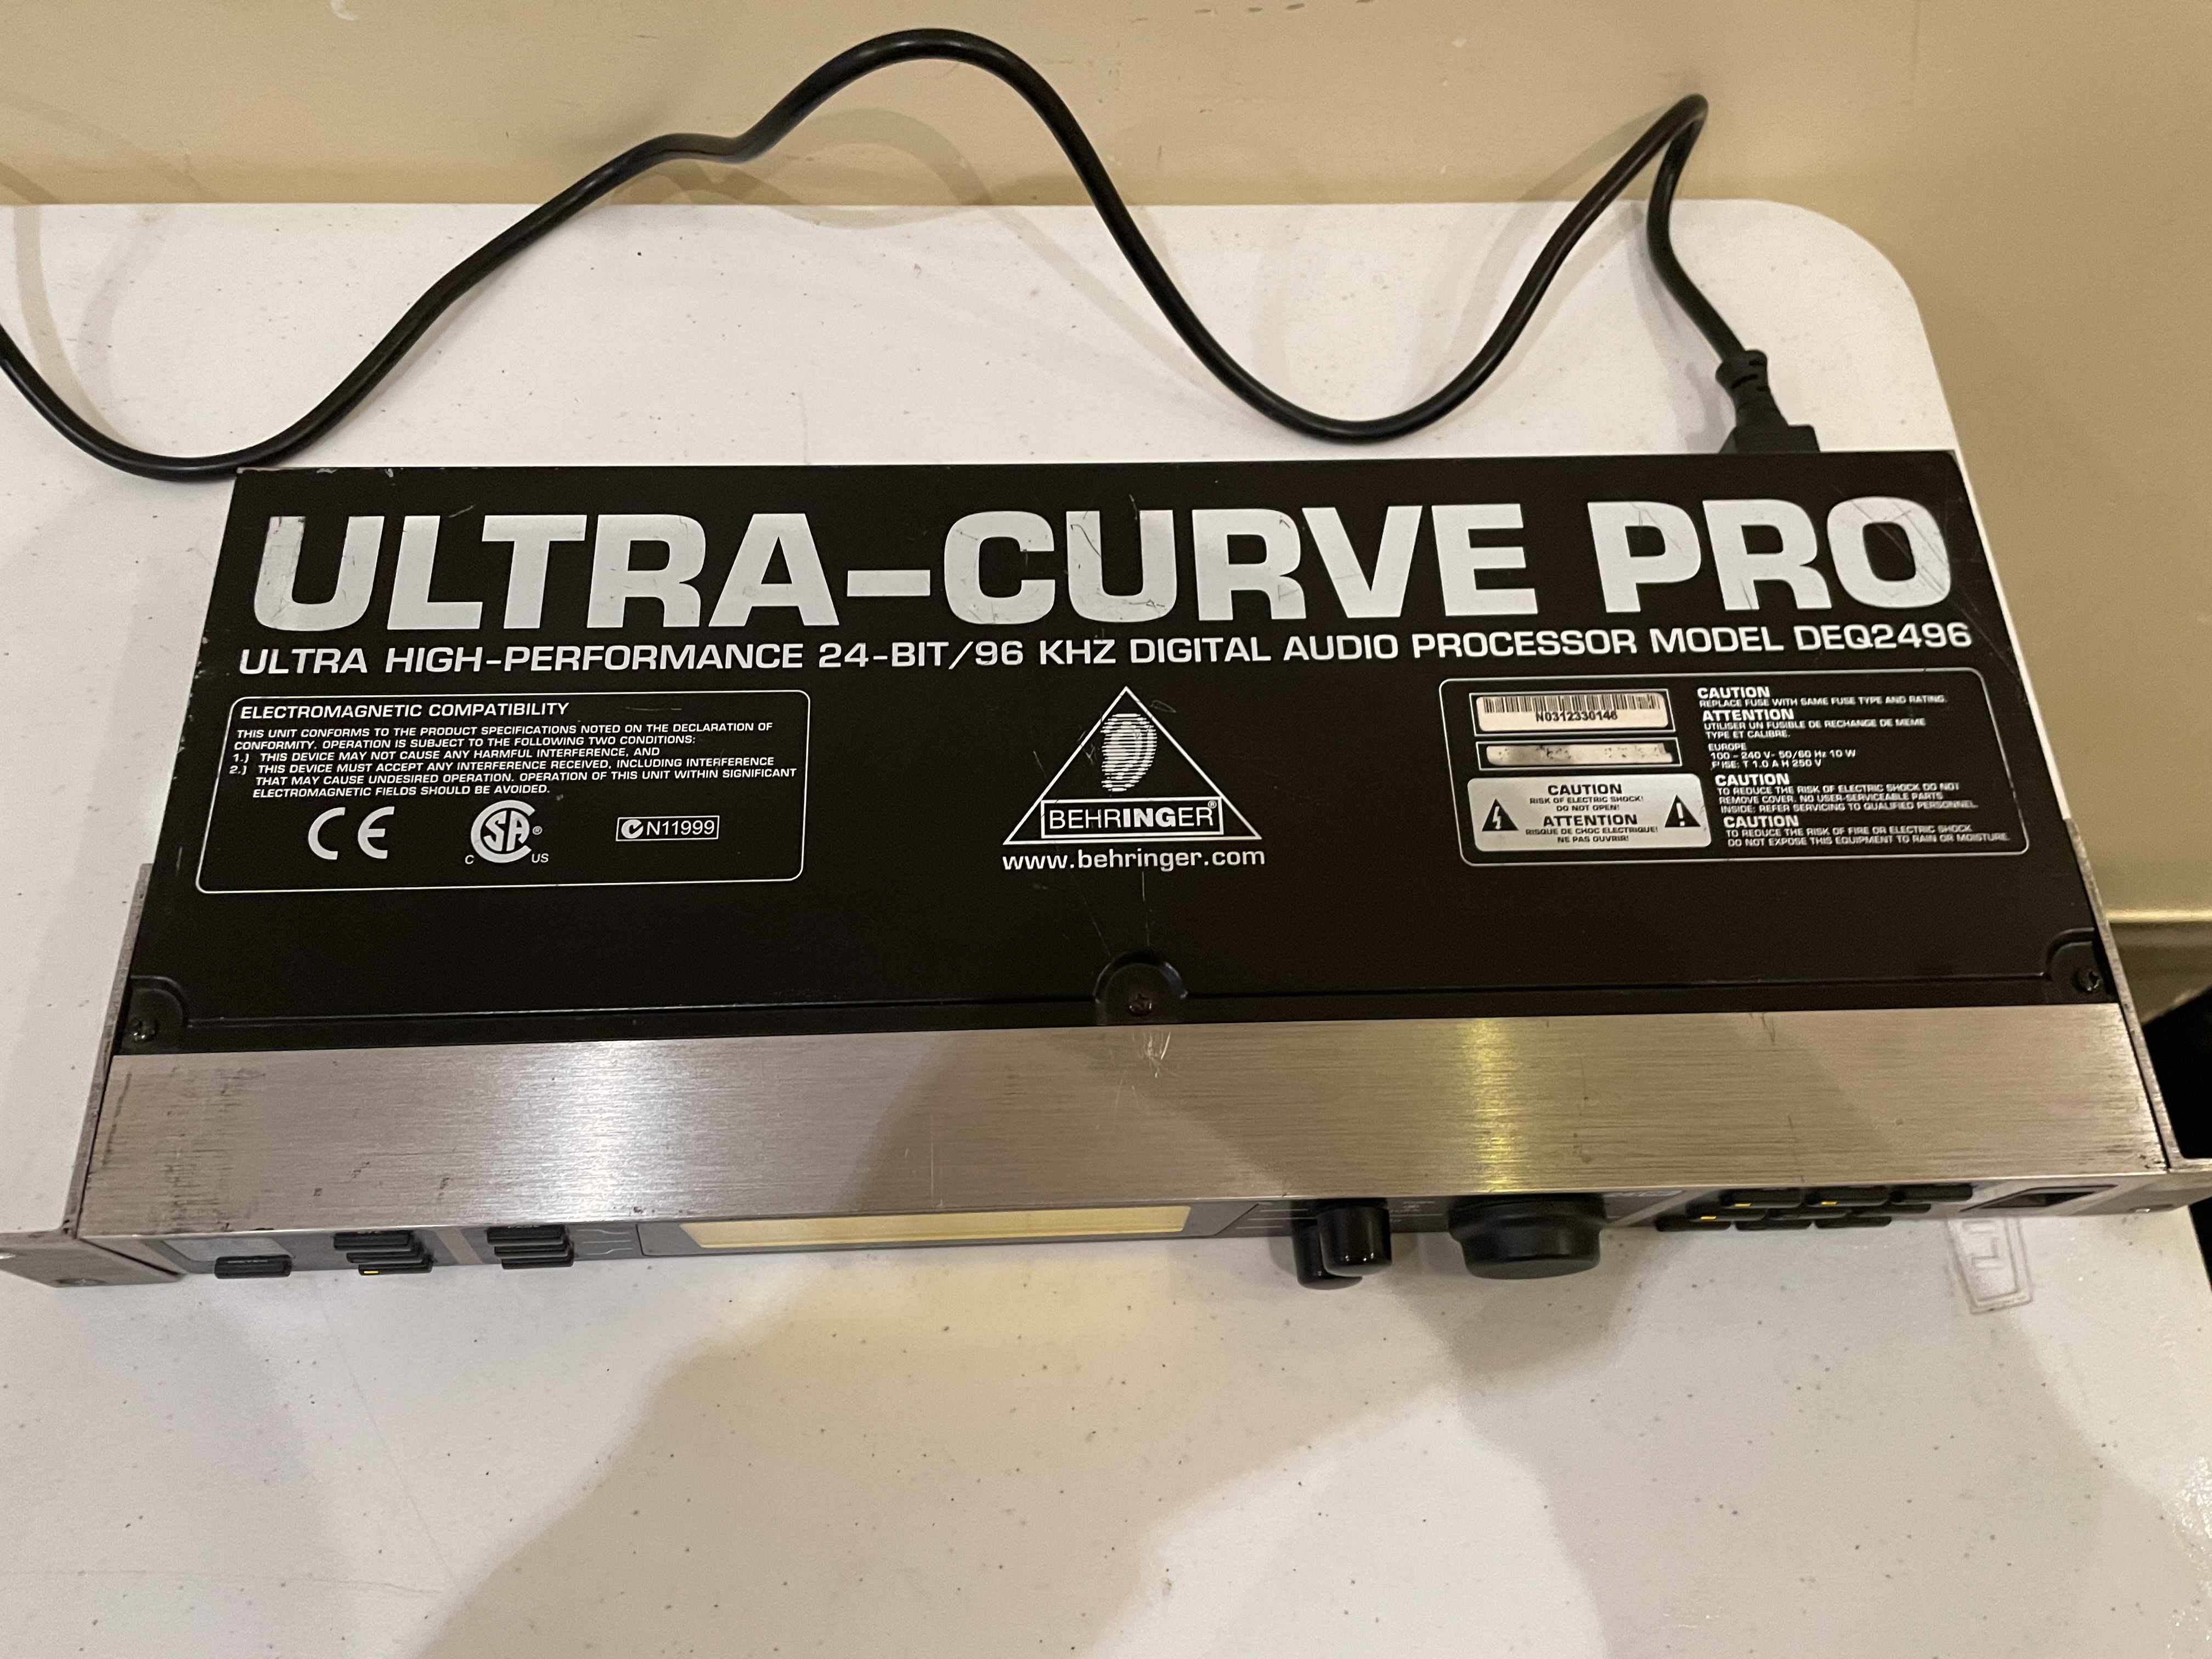 ULTRA-CURVE PRO
ULTRA HIGH-PERFORMANCE 24-BIT/96 KHZ DIGITAL AUDIO PROCESSOR MODEL DEQ2496
ELECTROMAGNETIC COMPATIBILITY
THIS UNIT CONFORMS TO THE PRODUCT SPECIFICATIONS NOTED ON THE DECLARATION OF
CONFORMITY. OPERATION IS SUBJECT TO THE FOLLOWING TWO CONDITIONS:
1.) THIS DEVICE MAY NOT CAUSE ANY HARMFUL INTERFERENCE, AND
2.) THIS DEVICE MUST ACCEPT ANY INTERFERENCE RECEIVED, INCLUDING INTERFERENCE
THAT MAY CAUSE UNDESIRED OPERATION. OPERATION OF THIS UNIT WITHIN SIGNIFICANT
ELECTROMAGNETIC FIELDS SHOULD BE AVOIDED.
CE
C SA ® C US
N11999
BEHRINGER®
www.behringer.com
N0312330146
CAUTION
RISK OF ELECTRIC SHOCK!
DO NOT OPEN!
ATTENTION
RISQUE DE CHOC ELECTRIQUE!
NE PAS OUVRIR!
CAUTION
REPLACE FUSE WITH SAME FUSE TYPE AND RATING.
ATTENTION
UTILISER UN FUSIBLE DE RECHANGE DE MEME
TYPE ET CALIBRE.
EUROPE
100 - 240 V~ 50/60 Hz 10 W
FUSE: T 1.0 A H 250 V
CAUTION
TO REDUCE THE RISK OF ELECTRIC SHOCK DO NOT
REMOVE COVER. NO USER-SERVICEABLE PARTS
INSIDE: REFER SERVICING TO QUALIFIED PERSONNEL.
CAUTION
TO REDUCE THE RISK OF FIRE OR ELECTRIC SHOCK
DO NOT EXPOSE THIS EQUIPMENT TO RAIN OR MOISTURE.